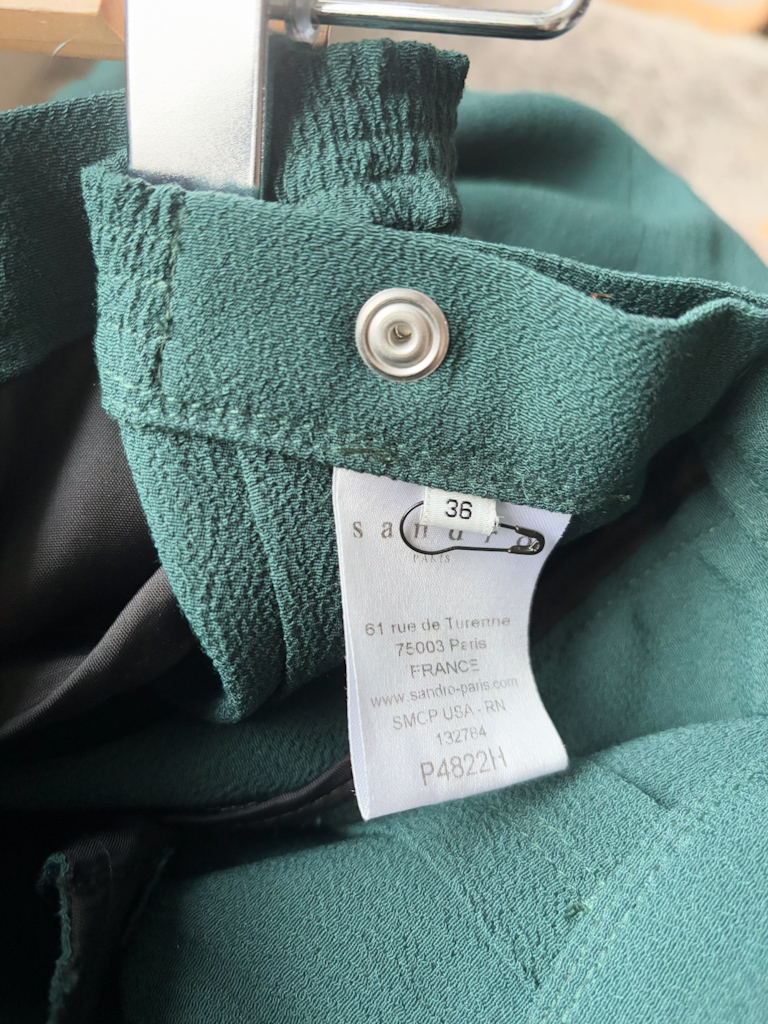 36
sandro
PARIS
61 rue de Turenne
75003 Paris
FRANCE
www.sandro-paris.com
SMCP USA - RN
132784
P4822H